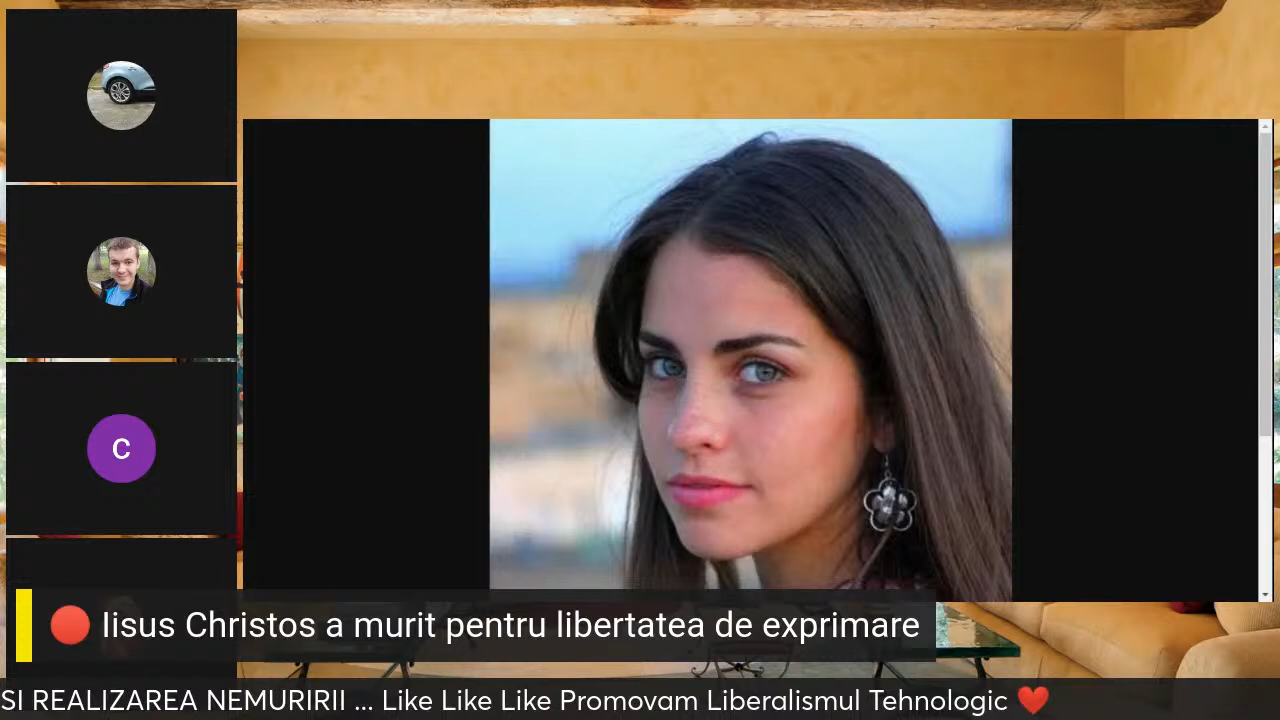 C
🔴 Iisus Christos a murit pentru libertatea de exprimare
SI REALIZAREA NEMURIRII ... Like Like Like Promovam Liberalismul Tehnologic ❤️